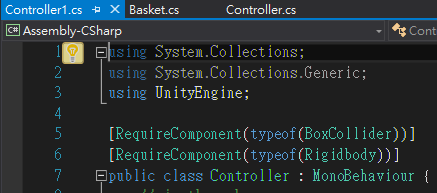 Controller1.cs Basket.cs Controller.cs
C# Assembly-CSharp
1 using System.Collections;
2 using System.Collections.Generic;
3 using UnityEngine;
4
5 [RequireComponent(typeof(BoxCollider))]
6 [RequireComponent(typeof(Rigidbody))]
7 public class Controller : MonoBehaviour {